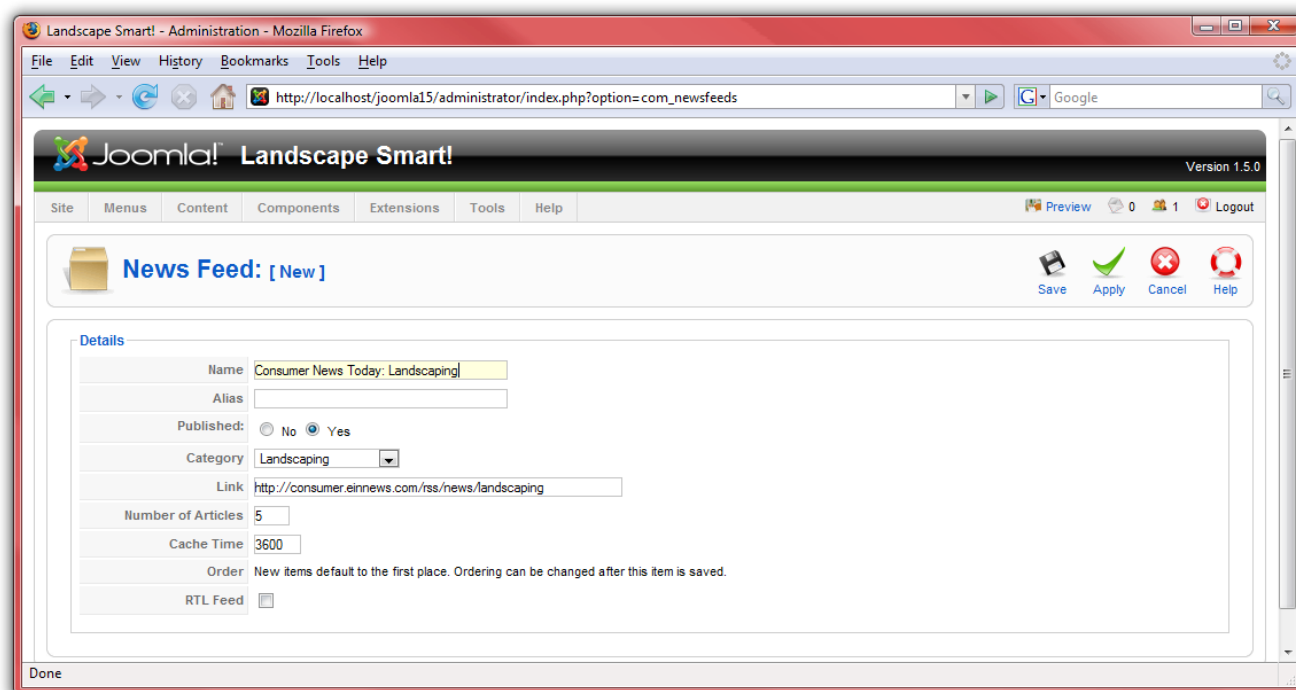 Landscape Smart! - Administration - Mozilla Firefox
File Edit View History Bookmarks Tools Help
http://localhost/joomla15/administrator/index.php?option=com_newsfeeds G Google
Joomla!™ Landscape Smart!
Version 1.5.0
Site Menus Content Components Extensions Tools Help Preview 0 1 Logout
News Feed: [ New ]
Save Apply Cancel Help
Details
Name Consumer News Today: Landscaping
Alias
Published: No Yes
Category Landscaping
Link http://consumer.einnews.com/rss/news/landscaping
Number of Articles 5
Cache Time 3600
Order New items default to the first place. Ordering can be changed after this item is saved.
RTL Feed
Done